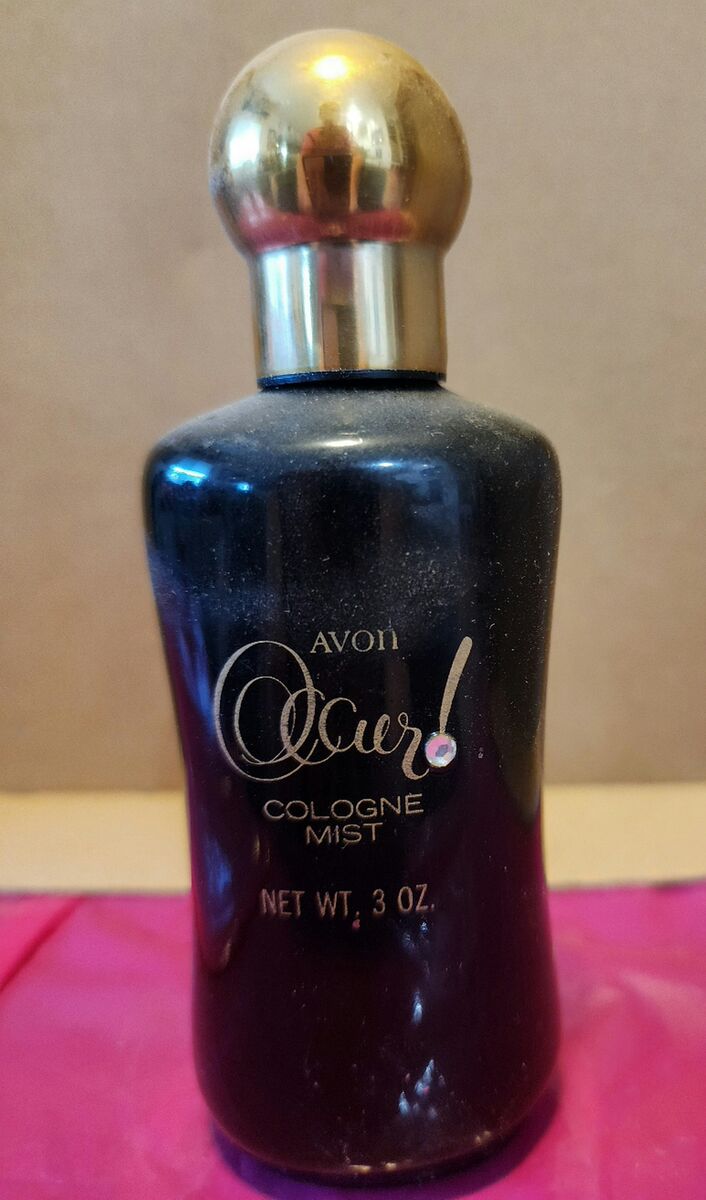 AVON
Occur!
COLOGNE
MIST
NET WT. 3 OZ.